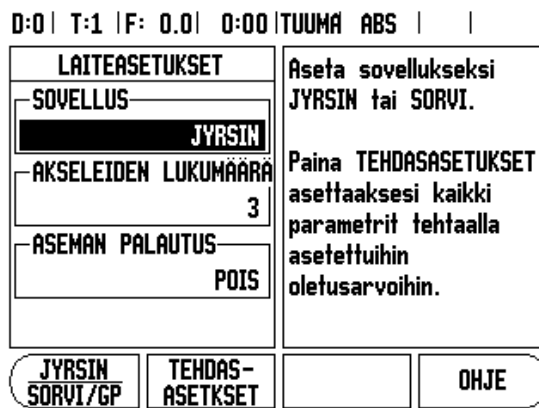 D:0 | T:1 | F: 0.0 | 0:00 | TUUMA ABS | |
LAITEASETUKSET
SOVELLUS
JYRSIN
AKSELEIDEN LUKUMÄÄRÄ
3
ASEMAN PALAUTUS
POIS
Aseta sovellukseksi
JYRSIN tai SORVI.
Paina TEHDASASETUKSET
asettaaksesi kaikki
parametrit tehtaalla
asetettuihin
oletusarvoihin.
JYRSIN
SORVI/GP
TEHDAS-
ASETKSET
OHJE